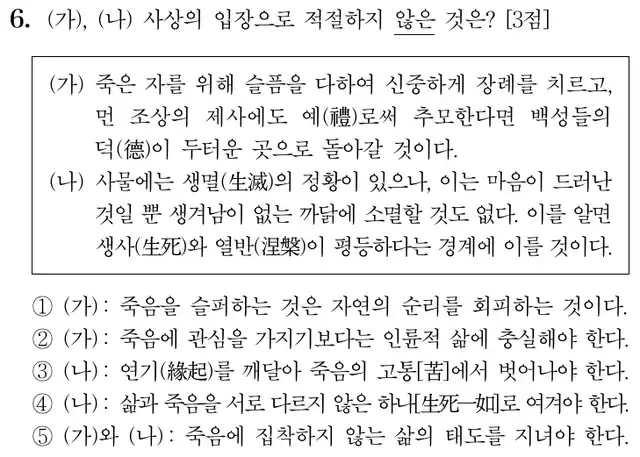 6. (가), (나) 사상의 입장으로 적절하지 않은 것은? [3점]
(가) 죽은 자를 위해 슬픔을 다하여 신중하게 장례를 치르고,
먼 조상의 제사에도 예(禮)로써 추모한다면 백성들의
덕(德)이 두터운 곳으로 돌아갈 것이다.
(나) 사물에는 생멸(生滅)의 정황이 있으나, 이는 마음이 드러난
것일 뿐 생겨남이 없는 까닭에 소멸할 것도 없다. 이를 알면
생사(生死)와 열반(涅槃)이 평등하다는 경계에 이를 것이다.
① (가): 죽음을 슬퍼하는 것은 자연의 순리를 회피하는 것이다.
② (가): 죽음에 관심을 가지기보다는 인륜적 삶에 충실해야 한다.
③ (나): 연기(緣起)를 깨달아 죽음의 고통[苦]에서 벗어나야 한다.
④ (나): 삶과 죽음을 서로 다르지 않은 하나[生死一如]로 여겨야 한다.
⑤ (가)와 (나): 죽음에 집착하지 않는 삶의 태도를 지녀야 한다.